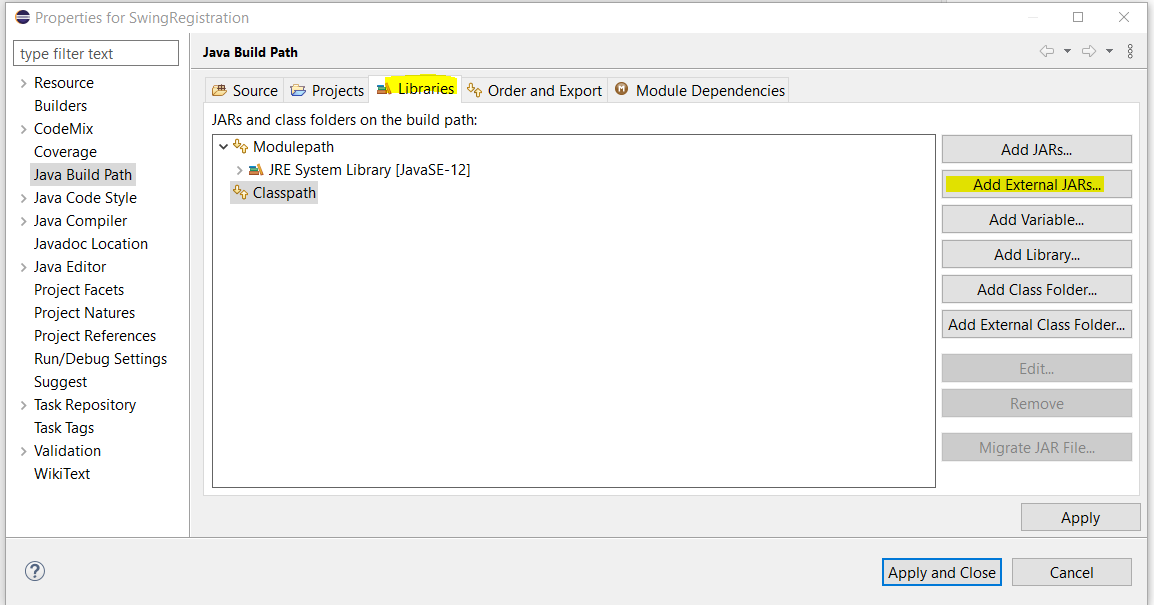 Properties for SwingRegistration
type filter text
Resource
Builders
CodeMix
Coverage
Java Build Path
Java Code Style
Java Compiler
Javadoc Location
Java Editor
Project Facets
Project Natures
Project References
Run/Debug Settings
Suggest
Task Repository
Task Tags
Validation
WikiText
Java Build Path
Source Projects Libraries Order and Export M Module Dependencies
JARs and class folders on the build path:
Modulepath
JRE System Library [JavaSE-12]
Classpath
Add JARs...
Add External JARs...
Add Variable...
Add Library...
Add Class Folder...
Add External Class Folder...
Edit...
Remove
Migrate JAR File...
Apply
?
Apply and Close Cancel